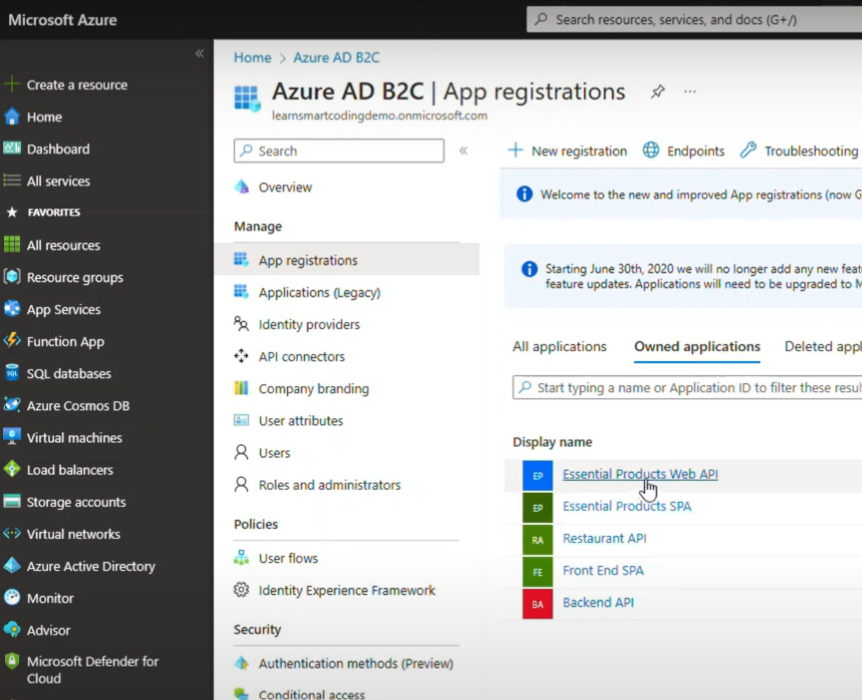 Microsoft Azure
Search resources, services, and docs (G+/)
«
Create a resource
Home
Dashboard
All services
FAVORITES
All resources
Resource groups
App Services
Function App
SQL databases
Azure Cosmos DB
Virtual machines
Load balancers
Storage accounts
Virtual networks
Azure Active Directory
Monitor
Advisor
Microsoft Defender for
Cloud
Home > Azure AD B2C
Azure AD B2C | App registrations
...
learnsmartcodingdemo.onmicrosoft.com
Search
«
Overview
Manage
App registrations
Applications (Legacy)
Identity providers
API connectors
Company branding
User attributes
Users
Roles and administrators
Policies
User flows
Identity Experience Framework
Security
Authentication methods (Preview)
Conditional access
New registration
Endpoints
Troubleshooting
Welcome to the new and improved App registrations (now G
Starting June 30th, 2020 we will no longer add any new feat
feature updates. Applications will need to be upgraded to M
All applications
Owned applications
Deleted appl
Start typing a name or Application ID to filter these resul
Display name
EP Essential Products Web API
EP Essential Products SPA
RA Restaurant API
FE Front End SPA
BA Backend API